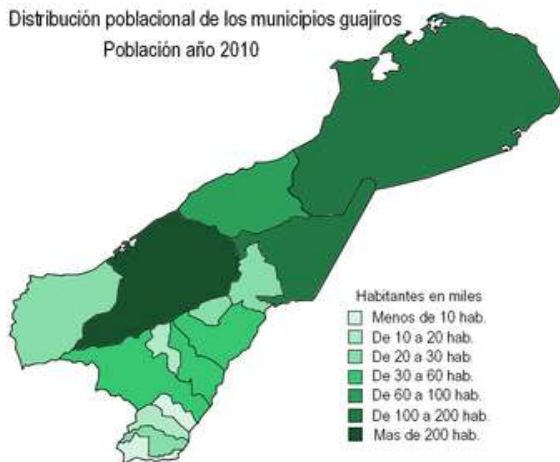 Distribución poblacional de los municipios guajiros
Población año 2010
Habitantes en miles
Menos de 10 hab.
De 10 a 20 hab.
De 20 a 30 hab
De 30 a 60 hab.
De 60 a 100 hab.
De 100 a 200 hab.
Mas de 200 hab.